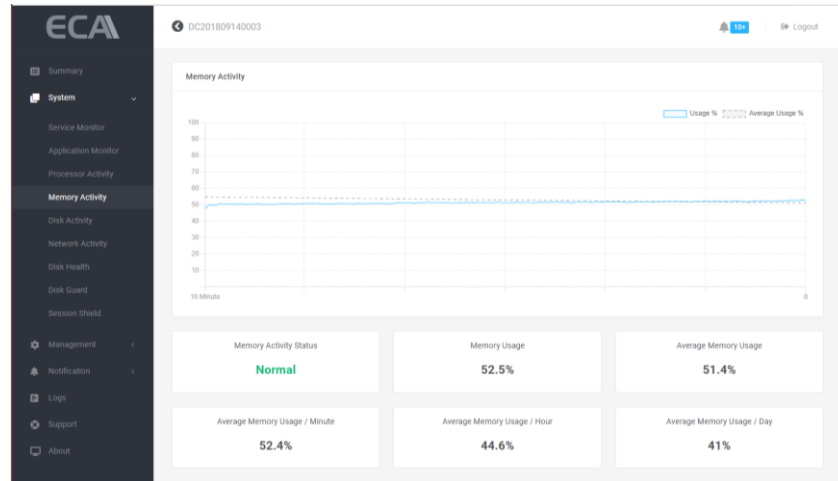 ECA
DC201809140003
10+
Logout
Summary
System
Service Monitor
Application Monitor
Processor Activity
Memory Activity
Disk Activity
Network Activity
Disk Health
Disk Guard
Session Shield
Management
Notification
Logs
Support
About
Memory Activity
Usage %
Average Usage %
100
90
80
70
60
50
40
30
20
10
10 Minute
0
Memory Activity Status
Normal
Memory Usage
52.5%
Average Memory Usage
51.4%
Average Memory Usage / Minute
52.4%
Average Memory Usage / Hour
44.6%
Average Memory Usage / Day
41%